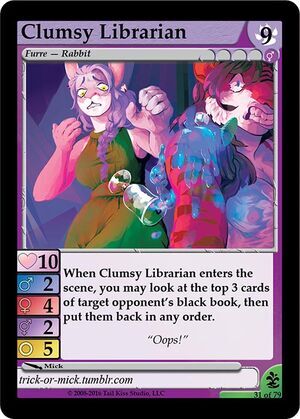 Clumsy Librarian
9
Furre — Rabbit
10
2
4
2
5
When Clumsy Librarian enters the
scene, you may look at the top 3 cards
of target opponent's black book, then
put them back in any order.
"Oops!"
Mick
trick-or-mick.tumblr.com
© 2008-2016 Tail Kiss Studio, LLC
31 of 79